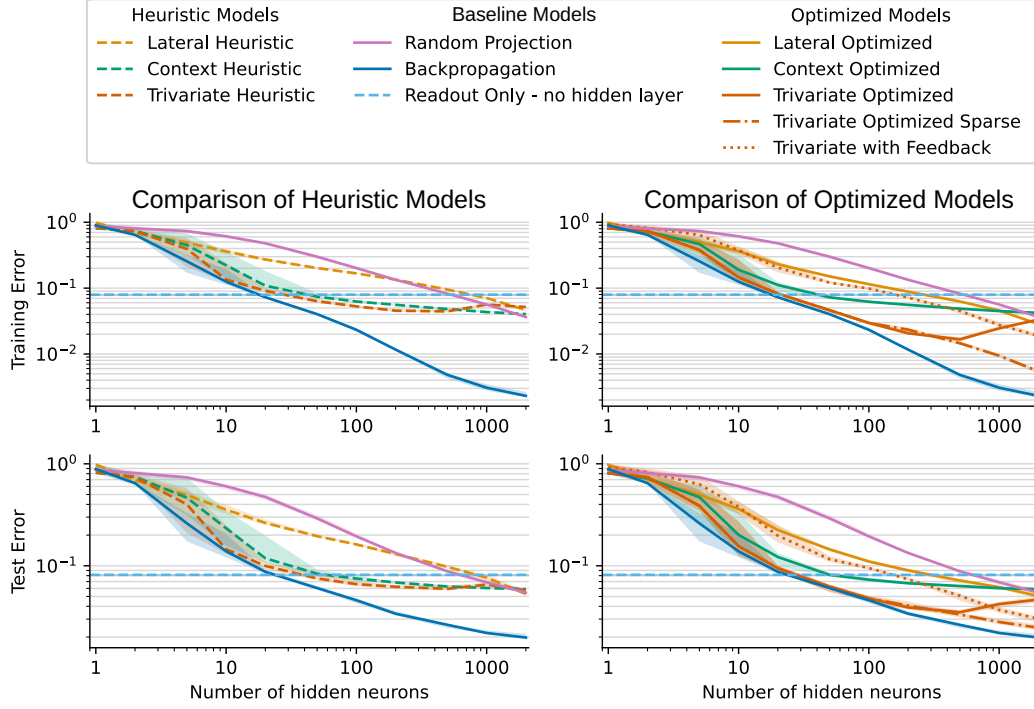 Heuristic Models
Lateral Heuristic
Context Heuristic
Trivariate Heuristic
Baseline Models
Random Projection
Backpropagation
Readout Only - no hidden layer
Optimized Models
Lateral Optimized
Context Optimized
Trivariate Optimized
Trivariate Optimized Sparse
Trivariate with Feedback
Comparison of Heuristic Models
Training Error
10⁰
10⁻¹
10⁻²
1 10 100 1000
Comparison of Optimized Models
10⁰
10⁻¹
10⁻²
1 10 100 1000
Test Error
10⁰
10⁻¹
1 10 100 1000
Number of hidden neurons
10⁰
10⁻¹
1 10 100 1000
Number of hidden neurons